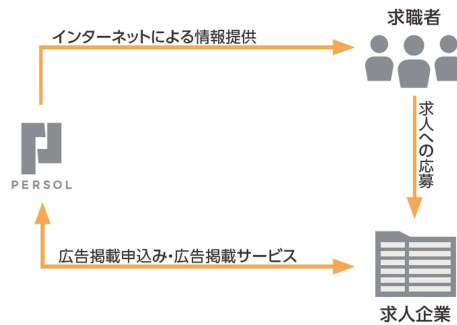 求職者
インターネットによる情報提供
求人への応募
PERSOL
広告掲載申込み・広告掲載サービス
求人企業